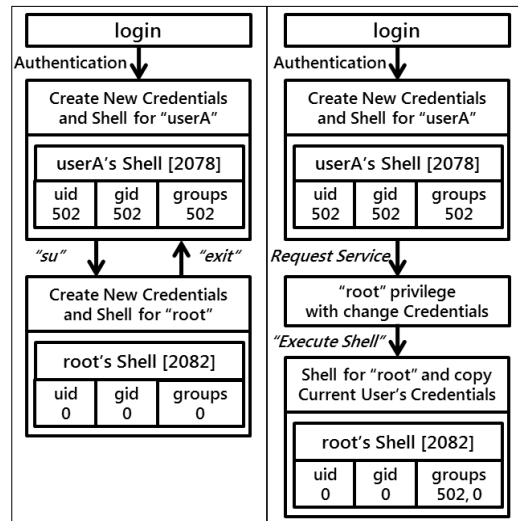 login
Authentication
Create New Credentials
and Shell for “userA”
userA's Shell [2078]
uid
502
gid
502
groups
502
“su”
“exit“
Create New Credentials
and Shell for “root”
root's Shell [2082]
uid
0
gid
0
groups
0
login
Authentication
Create New Credentials
and Shell for “userA”
userA's Shell [2078]
uid
502
gid
502
groups
502
Request Service
“root” privilege
with change Credentials
“Execute Shell”
Shell for “root” and copy
Current User's Credentials
root's Shell [2082]
uid
0
gid
0
groups
502, 0